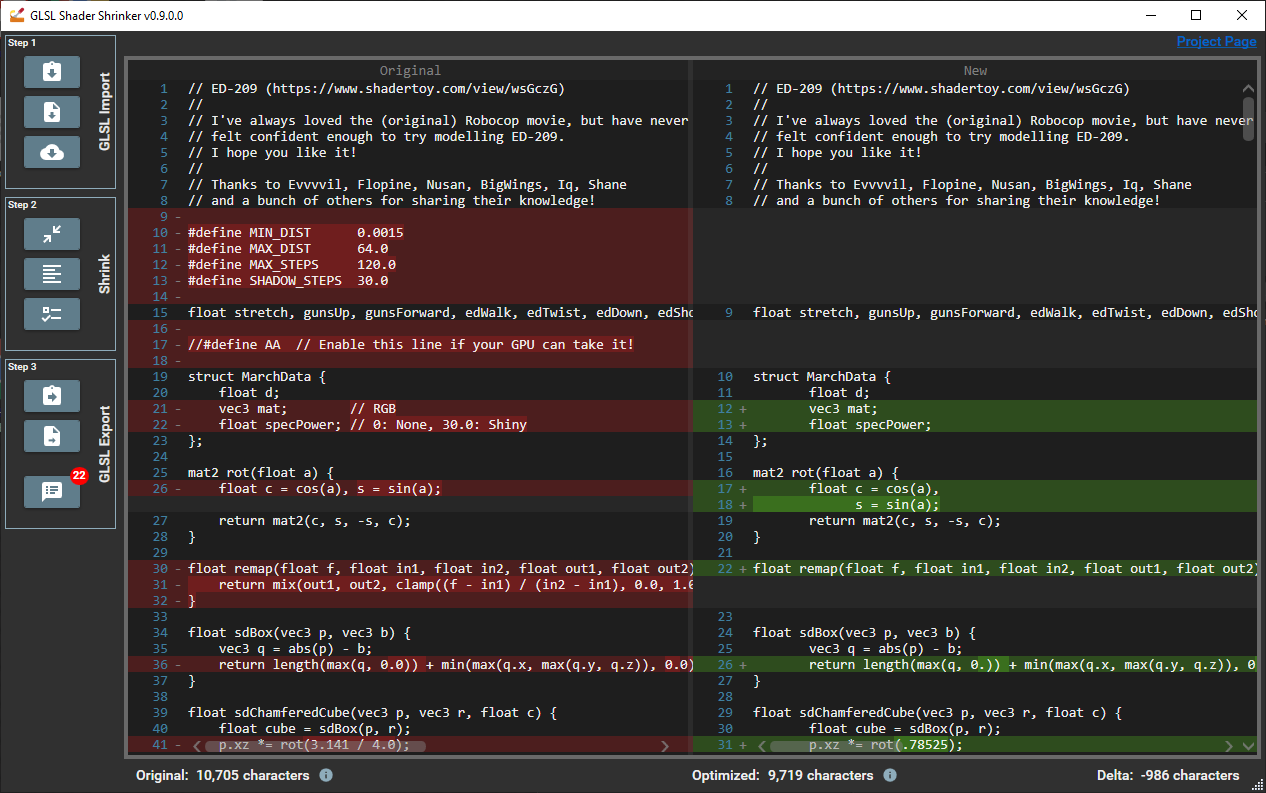 GLSL Shader Shrinker v0.9.0.0
Project Page
Step 1
GLSL Import
Step 2
Shrink
Step 3
GLSL Export
22
Original
1 // ED-209 (https://www.shadertoy.com/view/wsGczG)
2 //
3 // I've always loved the (original) Robocop movie, but have never
4 // felt confident enough to try modelling ED-209.
5 // I hope you like it!
6 //
7 // Thanks to Evvvvil, Flopine, Nusan, BigWings, Iq, Shane
8 // and a bunch of others for sharing their knowledge!
9 -
10 - #define MIN_DIST      0.0015
11 - #define MAX_DIST      64.0
12 - #define MAX_STEPS     120.0
13 - #define SHADOW_STEPS  30.0
14 -
15 float stretch, gunsUp, gunsForward, edWalk, edTwist, edDown, edSho
16 -
17 - //#define AA  // Enable this line if your GPU can take it!
18 -
19 struct MarchData {
20     float d;
21 -     vec3 mat;        // RGB
22 -     float specPower; // 0: None, 30.0: Shiny
23 };
24
25 mat2 rot(float a) {
26 -     float c = cos(a), s = sin(a);
27     return mat2(c, s, -s, c);
28 }
29
30 - float remap(float f, float in1, float in2, float out1, float out2)
31 -     return mix(out1, out2, clamp((f - in1) / (in2 - in1), 0.0, 1.0
32 - }
33
34 float sdBox(vec3 p, vec3 b) {
35     vec3 q = abs(p) - b;
36 -     return length(max(q, 0.0)) + min(max(q.x, max(q.y, q.z)), 0.0)
37 }
38
39 float sdChamferedCube(vec3 p, vec3 r, float c) {
40     float cube = sdBox(p, r);
41 -     p.xz *= rot(3.141 / 4.0);
New
1 // ED-209 (https://www.shadertoy.com/view/wsGczG)
2 //
3 // I've always loved the (original) Robocop movie, but have never
4 // felt confident enough to try modelling ED-209.
5 // I hope you like it!
6 //
7 // Thanks to Evvvvil, Flopine, Nusan, BigWings, Iq, Shane
8 // and a bunch of others for sharing their knowledge!
9 float stretch, gunsUp, gunsForward, edWalk, edTwist, edDown, edSho
10 struct MarchData {
11     float d;
12 +     vec3 mat;
13 +     float specPower;
14 };
15
16 mat2 rot(float a) {
17 +     float c = cos(a),
18 +           s = sin(a);
19     return mat2(c, s, -s, c);
20 }
21
22 + float remap(float f, float in1, float in2, float out1, float out2)
23
24 float sdBox(vec3 p, vec3 b) {
25     vec3 q = abs(p) - b;
26 +     return length(max(q, 0.)) + min(max(q.x, max(q.y, q.z)), 0
27 }
28
29 float sdChamferedCube(vec3 p, vec3 r, float c) {
30     float cube = sdBox(p, r);
31 +     p.xz *= rot(.78525);
Original: 10,705 characters
Optimized: 9,719 characters
Delta: -986 characters